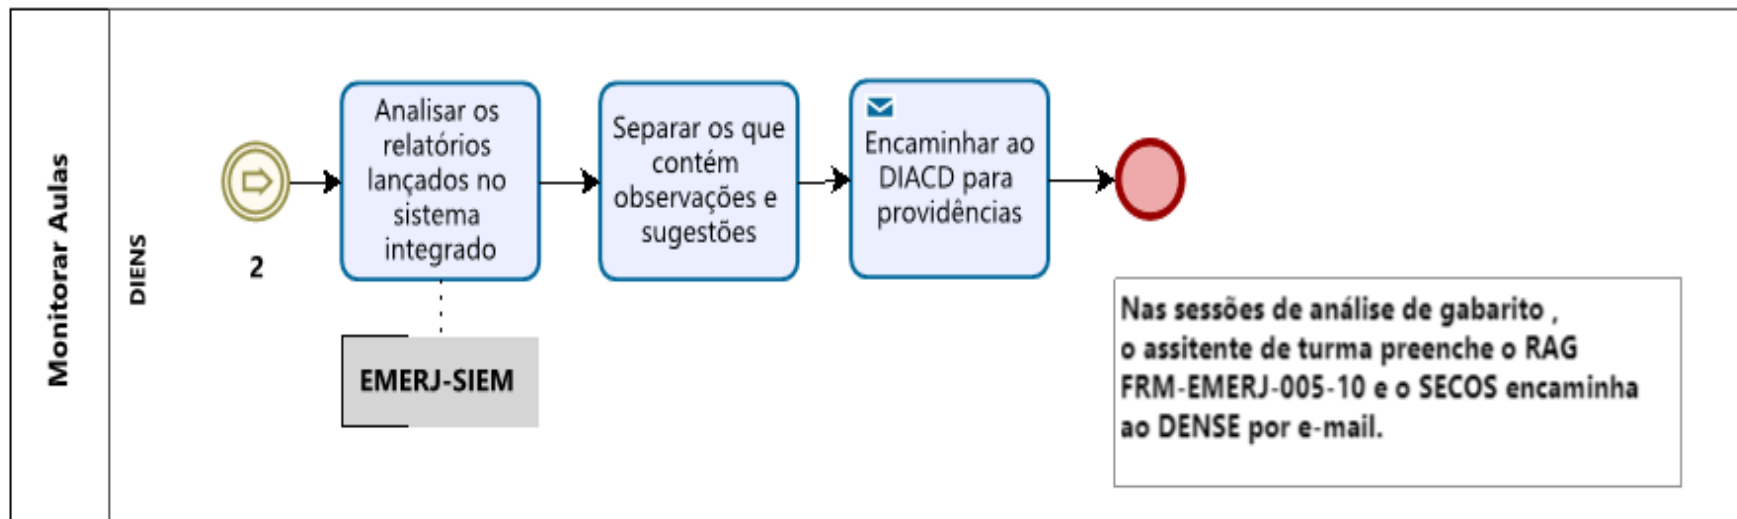 Monitorar Aulas
DIENS
2
Analisar os
relatórios
lançados no
sistema
integrado
EMERJ-SIEM
Separar os que
contém
observações e
sugestões
Encaminhar ao
DIACD para
providências
Nas sessões de análise de gabarito ,
o assitente de turma preenche o RAG
FRM-EMERJ-005-10 e o SECOS encaminha
ao DENSE por e-mail.